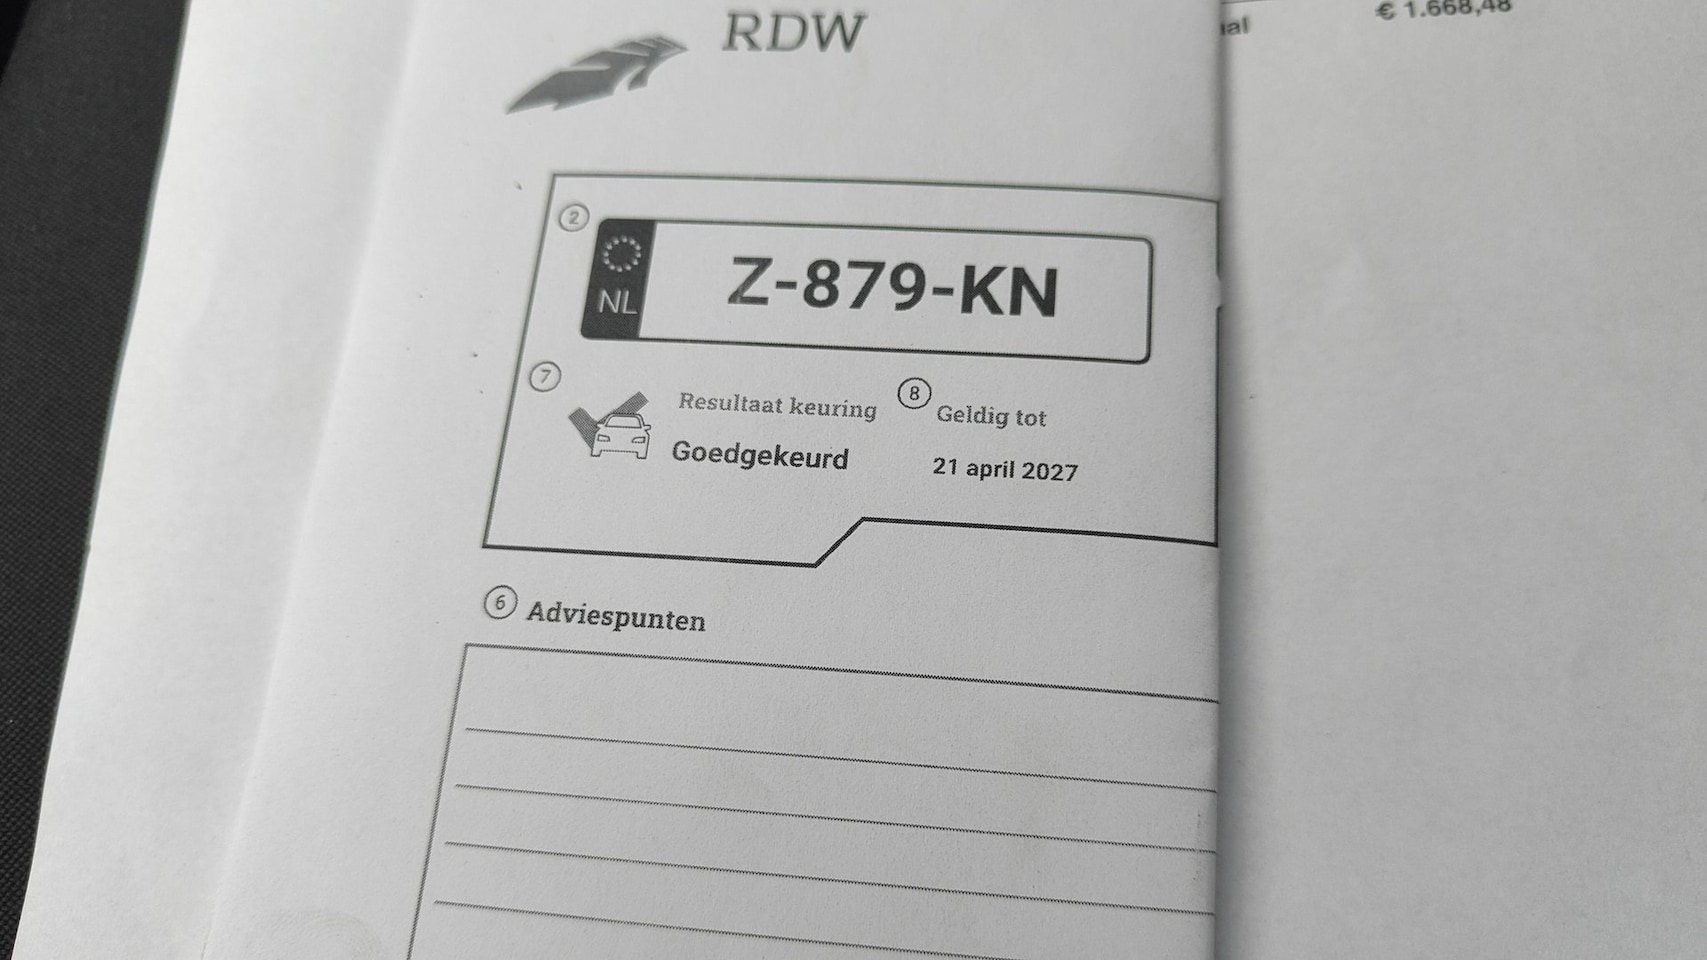 RDW
€ 1.668,48
2
NL
Z-879-KN
7
Resultaat keuring
8
Geldig tot
Goedgekeurd
21 april 2027
6 Adviespunten